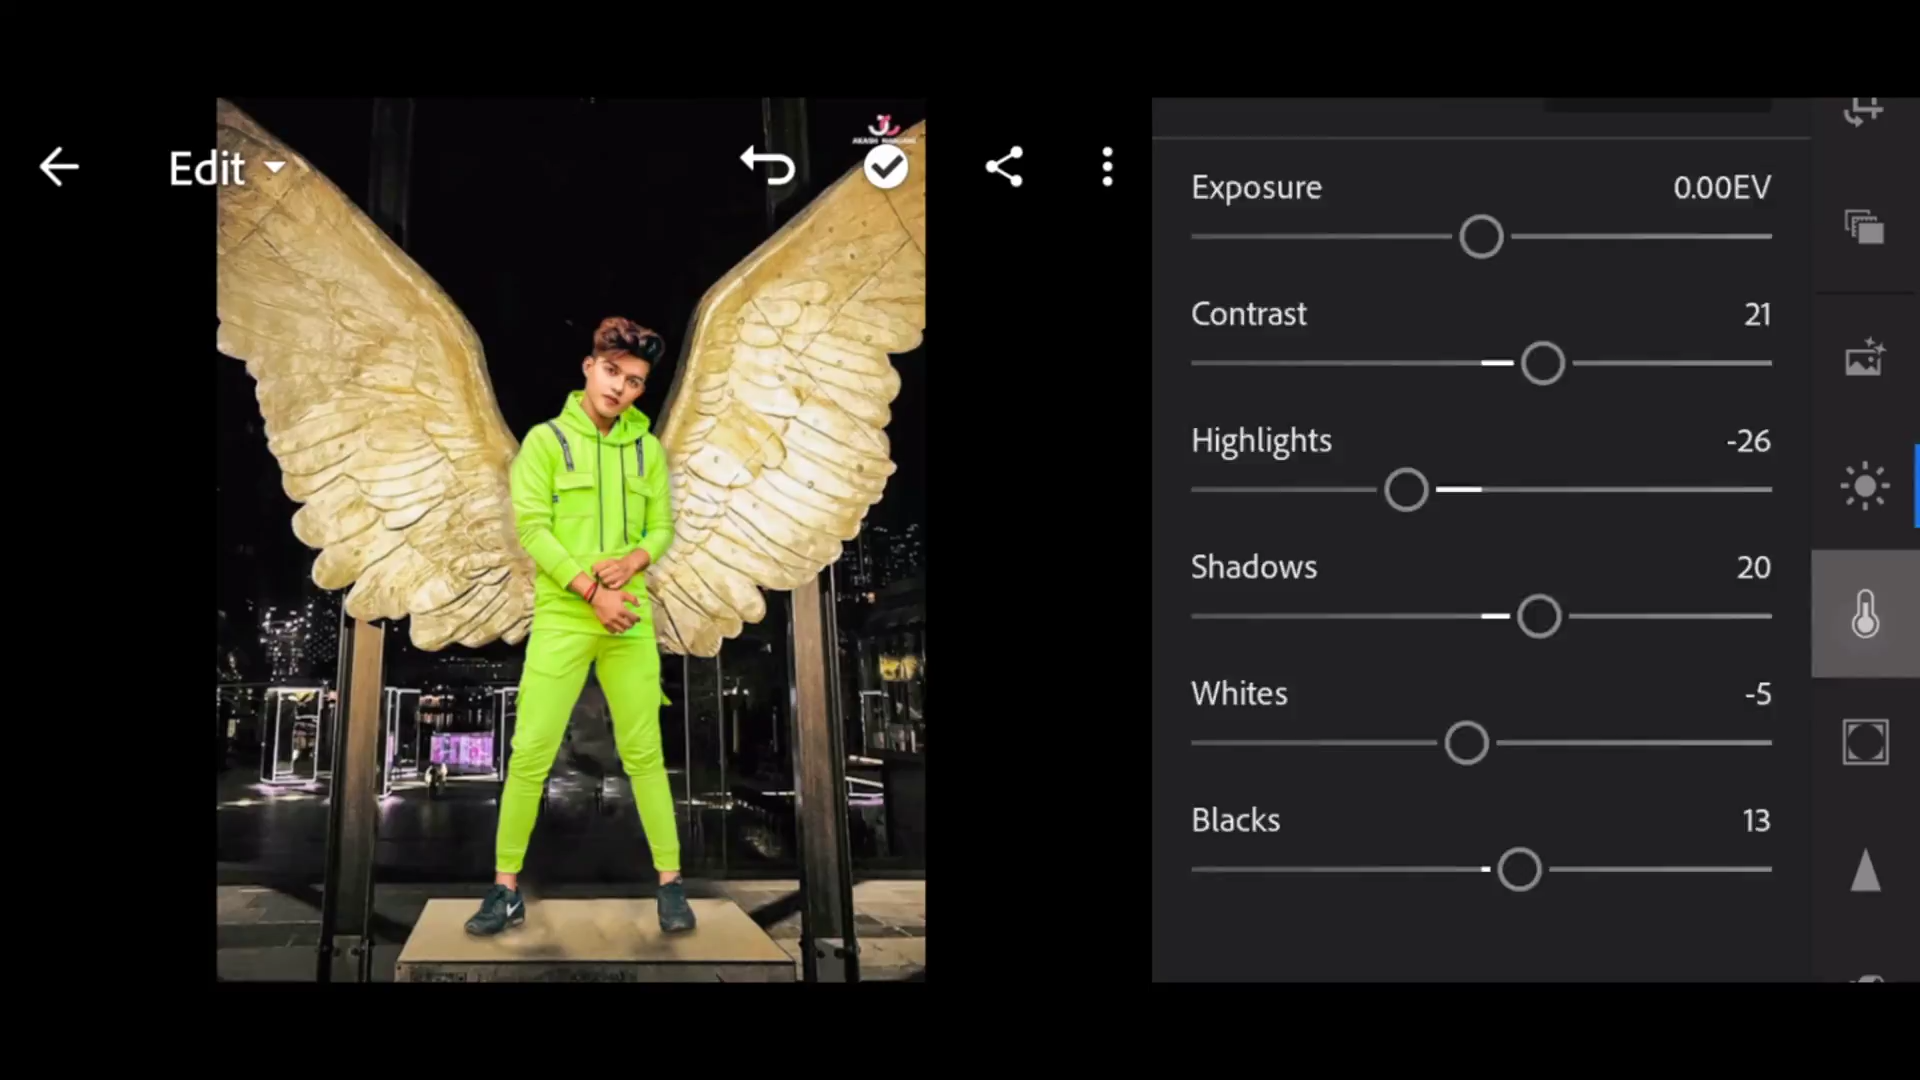 Edit
Exposure 0.00EV
Contrast 21
Highlights -26
Shadows 20
Whites -5
Blacks 13